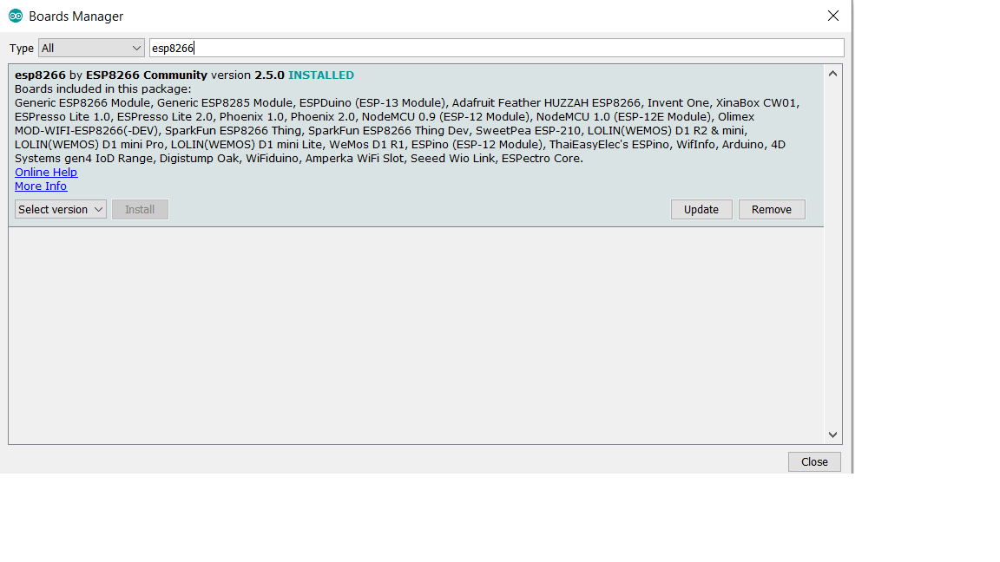 Boards Manager
Type All esp8266
esp8266 by ESP8266 Community version 2.5.0 INSTALLED
Boards included in this package:
Generic ESP8266 Module, Generic ESP8285 Module, ESPDuino (ESP-13 Module), Adafruit Feather HUZZAH ESP8266, Invent One, XinaBox CW01,
ESPresso Lite 1.0, ESPresso Lite 2.0, Phoenix 1.0, Phoenix 2.0, NodeMCU 0.9 (ESP-12 Module), NodeMCU 1.0 (ESP-12E Module), Olimex
MOD-WIFI-ESP8266(-DEV), SparkFun ESP8266 Thing, SparkFun ESP8266 Thing Dev, SweetPea ESP-210, LOLIN(WEMOS) D1 R2 & mini,
LOLIN(WEMOS) D1 mini Pro, LOLIN(WEMOS) D1 mini Lite, WeMos D1 R1, ESPino (ESP-12 Module), ThaiEasyElec's ESPino, WifInfo, Arduino, 4D
Systems gen4 IoD Range, Digistump Oak, WiFiduino, Amperka WiFi Slot, Seeed Wio Link, ESPectro Core.
Online Help
More Info
Select version Install Update Remove
Close